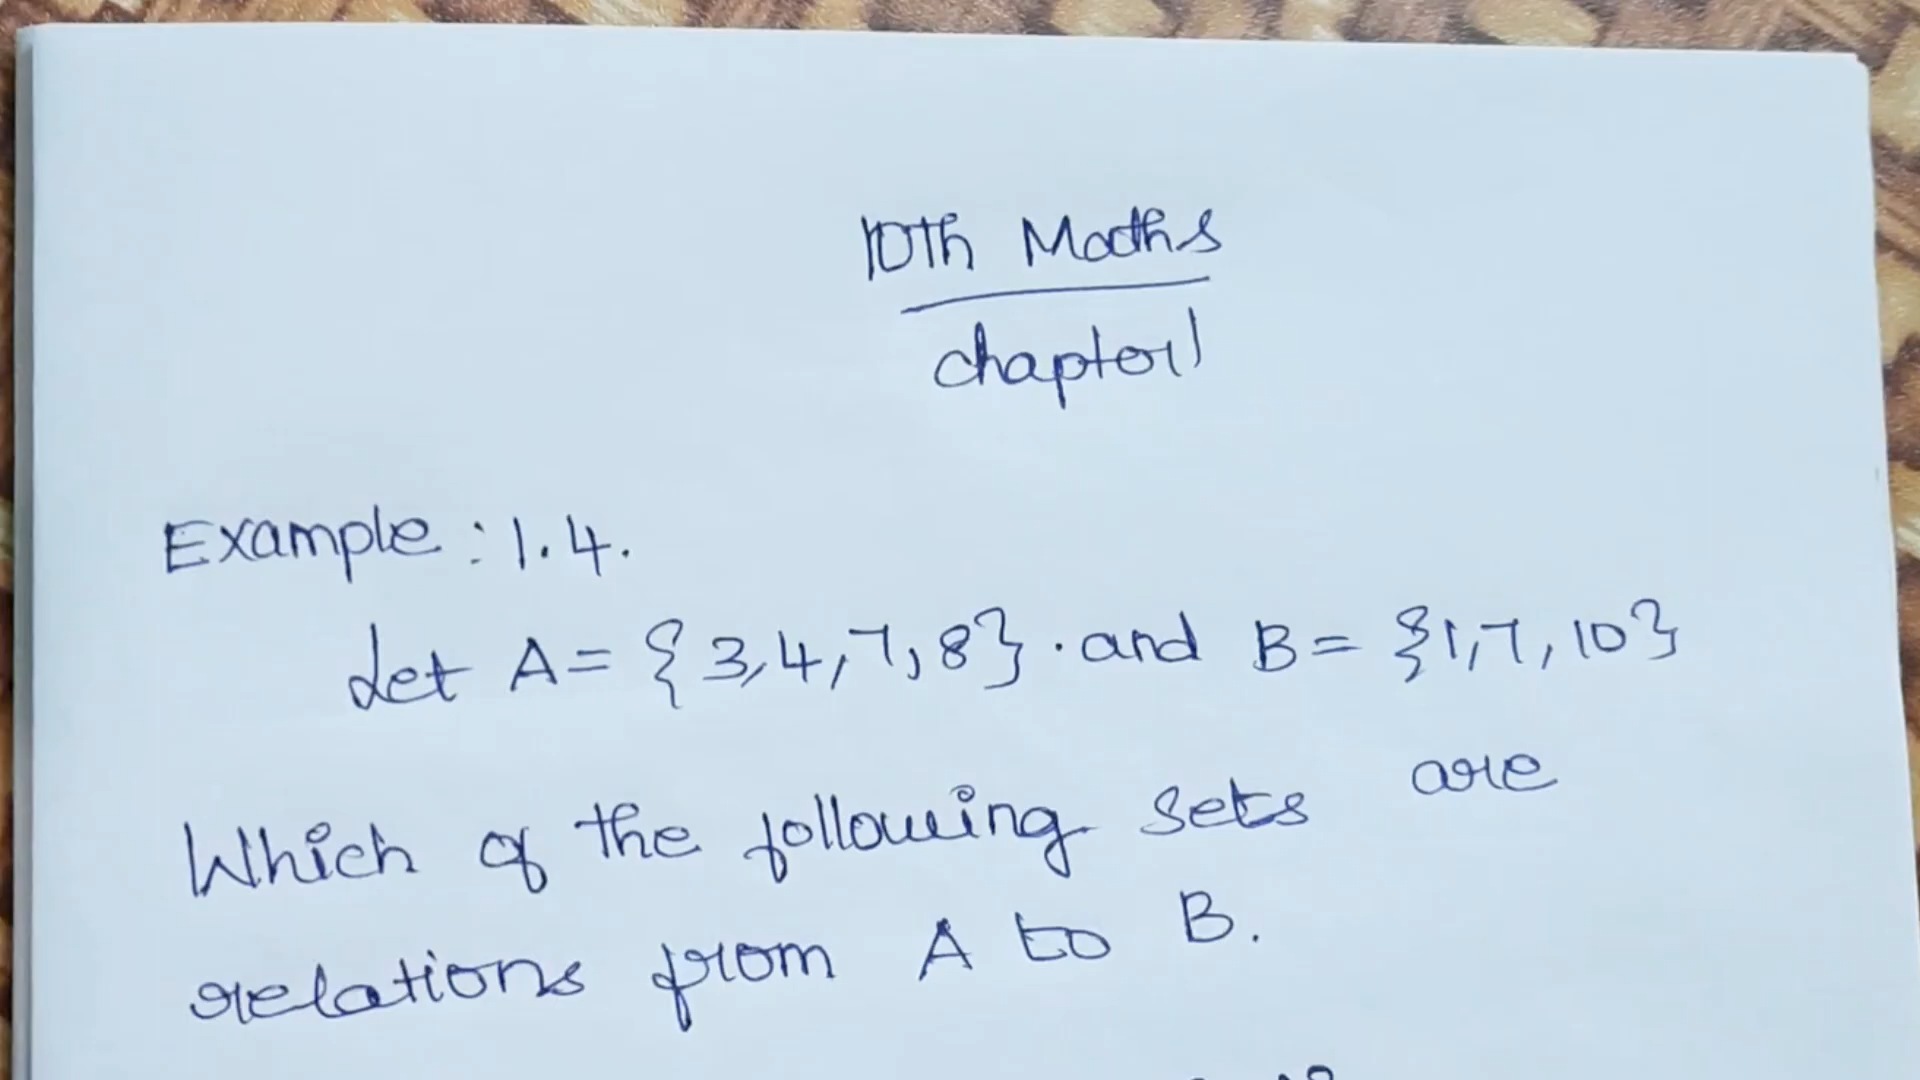 10Th Maths
chapter 1
Example : 1.4.
Let A = {3,4,7,8} . and B = {1,7,10}
Which of the following sets are
relations from A to B.